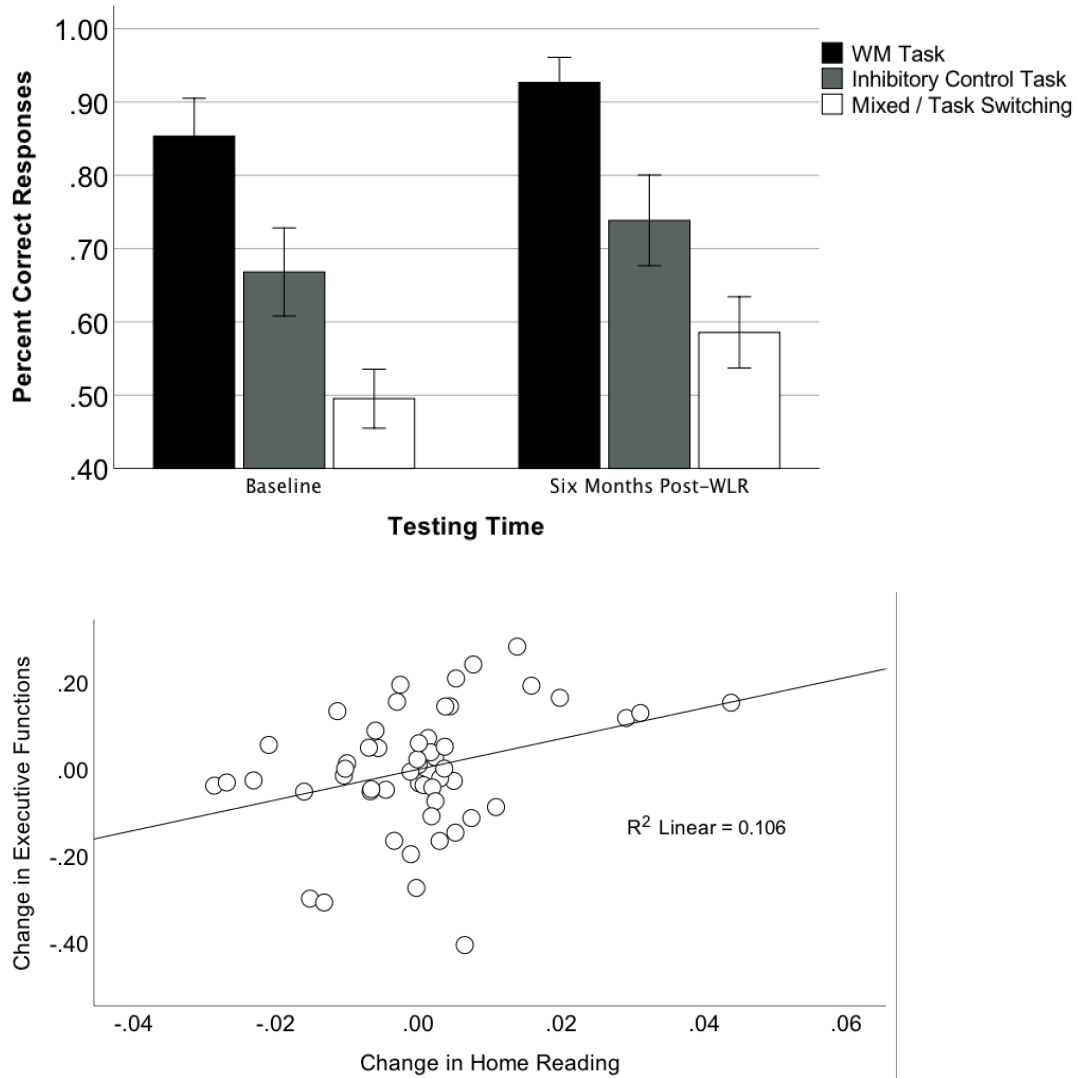 Percent Correct Responses
1.00
.90
.80
.70
.60
.50
.40
WM Task
Inhibitory Control Task
Mixed / Task Switching
Baseline
Six Months Post-WLR
Testing Time
Change in Executive Functions
.20
.00
-.20
-.40
R² Linear = 0.106
-.04
-.02
.00
.02
.04
.06
Change in Home Reading